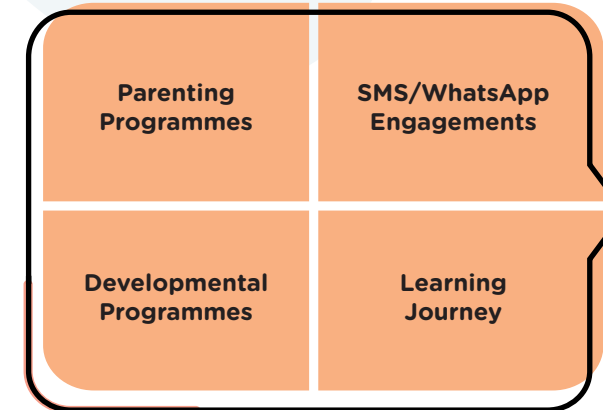 Parenting
Programmes
SMS/WhatsApp
Engagements
Developmental
Programmes
Learning
Journey